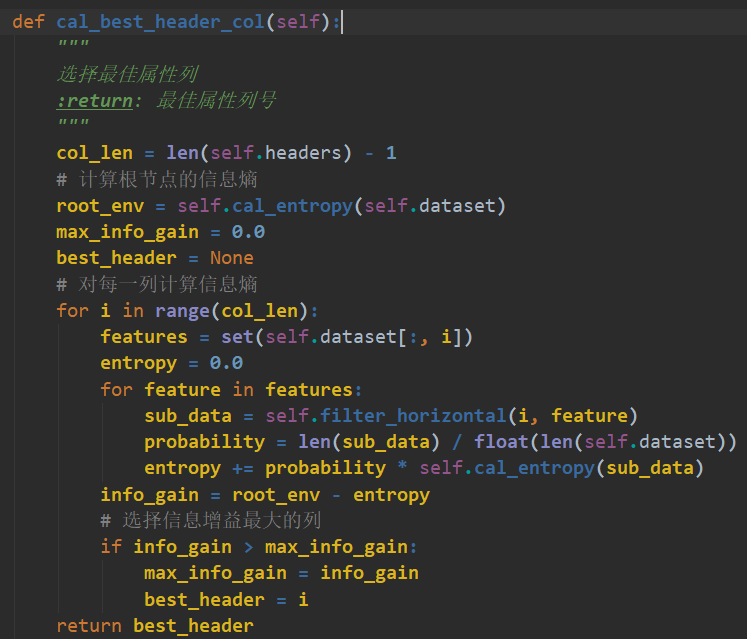 def cal_best_header_col(self):
    """
    选择最佳属性列
    :return: 最佳属性列号
    """
    col_len = len(self.headers) - 1
    # 计算根节点的信息熵
    root_env = self.cal_entropy(self.dataset)
    max_info_gain = 0.0
    best_header = None
    # 对每一列计算信息熵
    for i in range(col_len):
        features = set(self.dataset[:, i])
        entropy = 0.0
        for feature in features:
            sub_data = self.filter_horizontal(i, feature)
            probability = len(sub_data) / float(len(self.dataset))
            entropy += probability * self.cal_entropy(sub_data)
        info_gain = root_env - entropy
        # 选择信息增益最大的列
        if info_gain > max_info_gain:
            max_info_gain = info_gain
            best_header = i
    return best_header